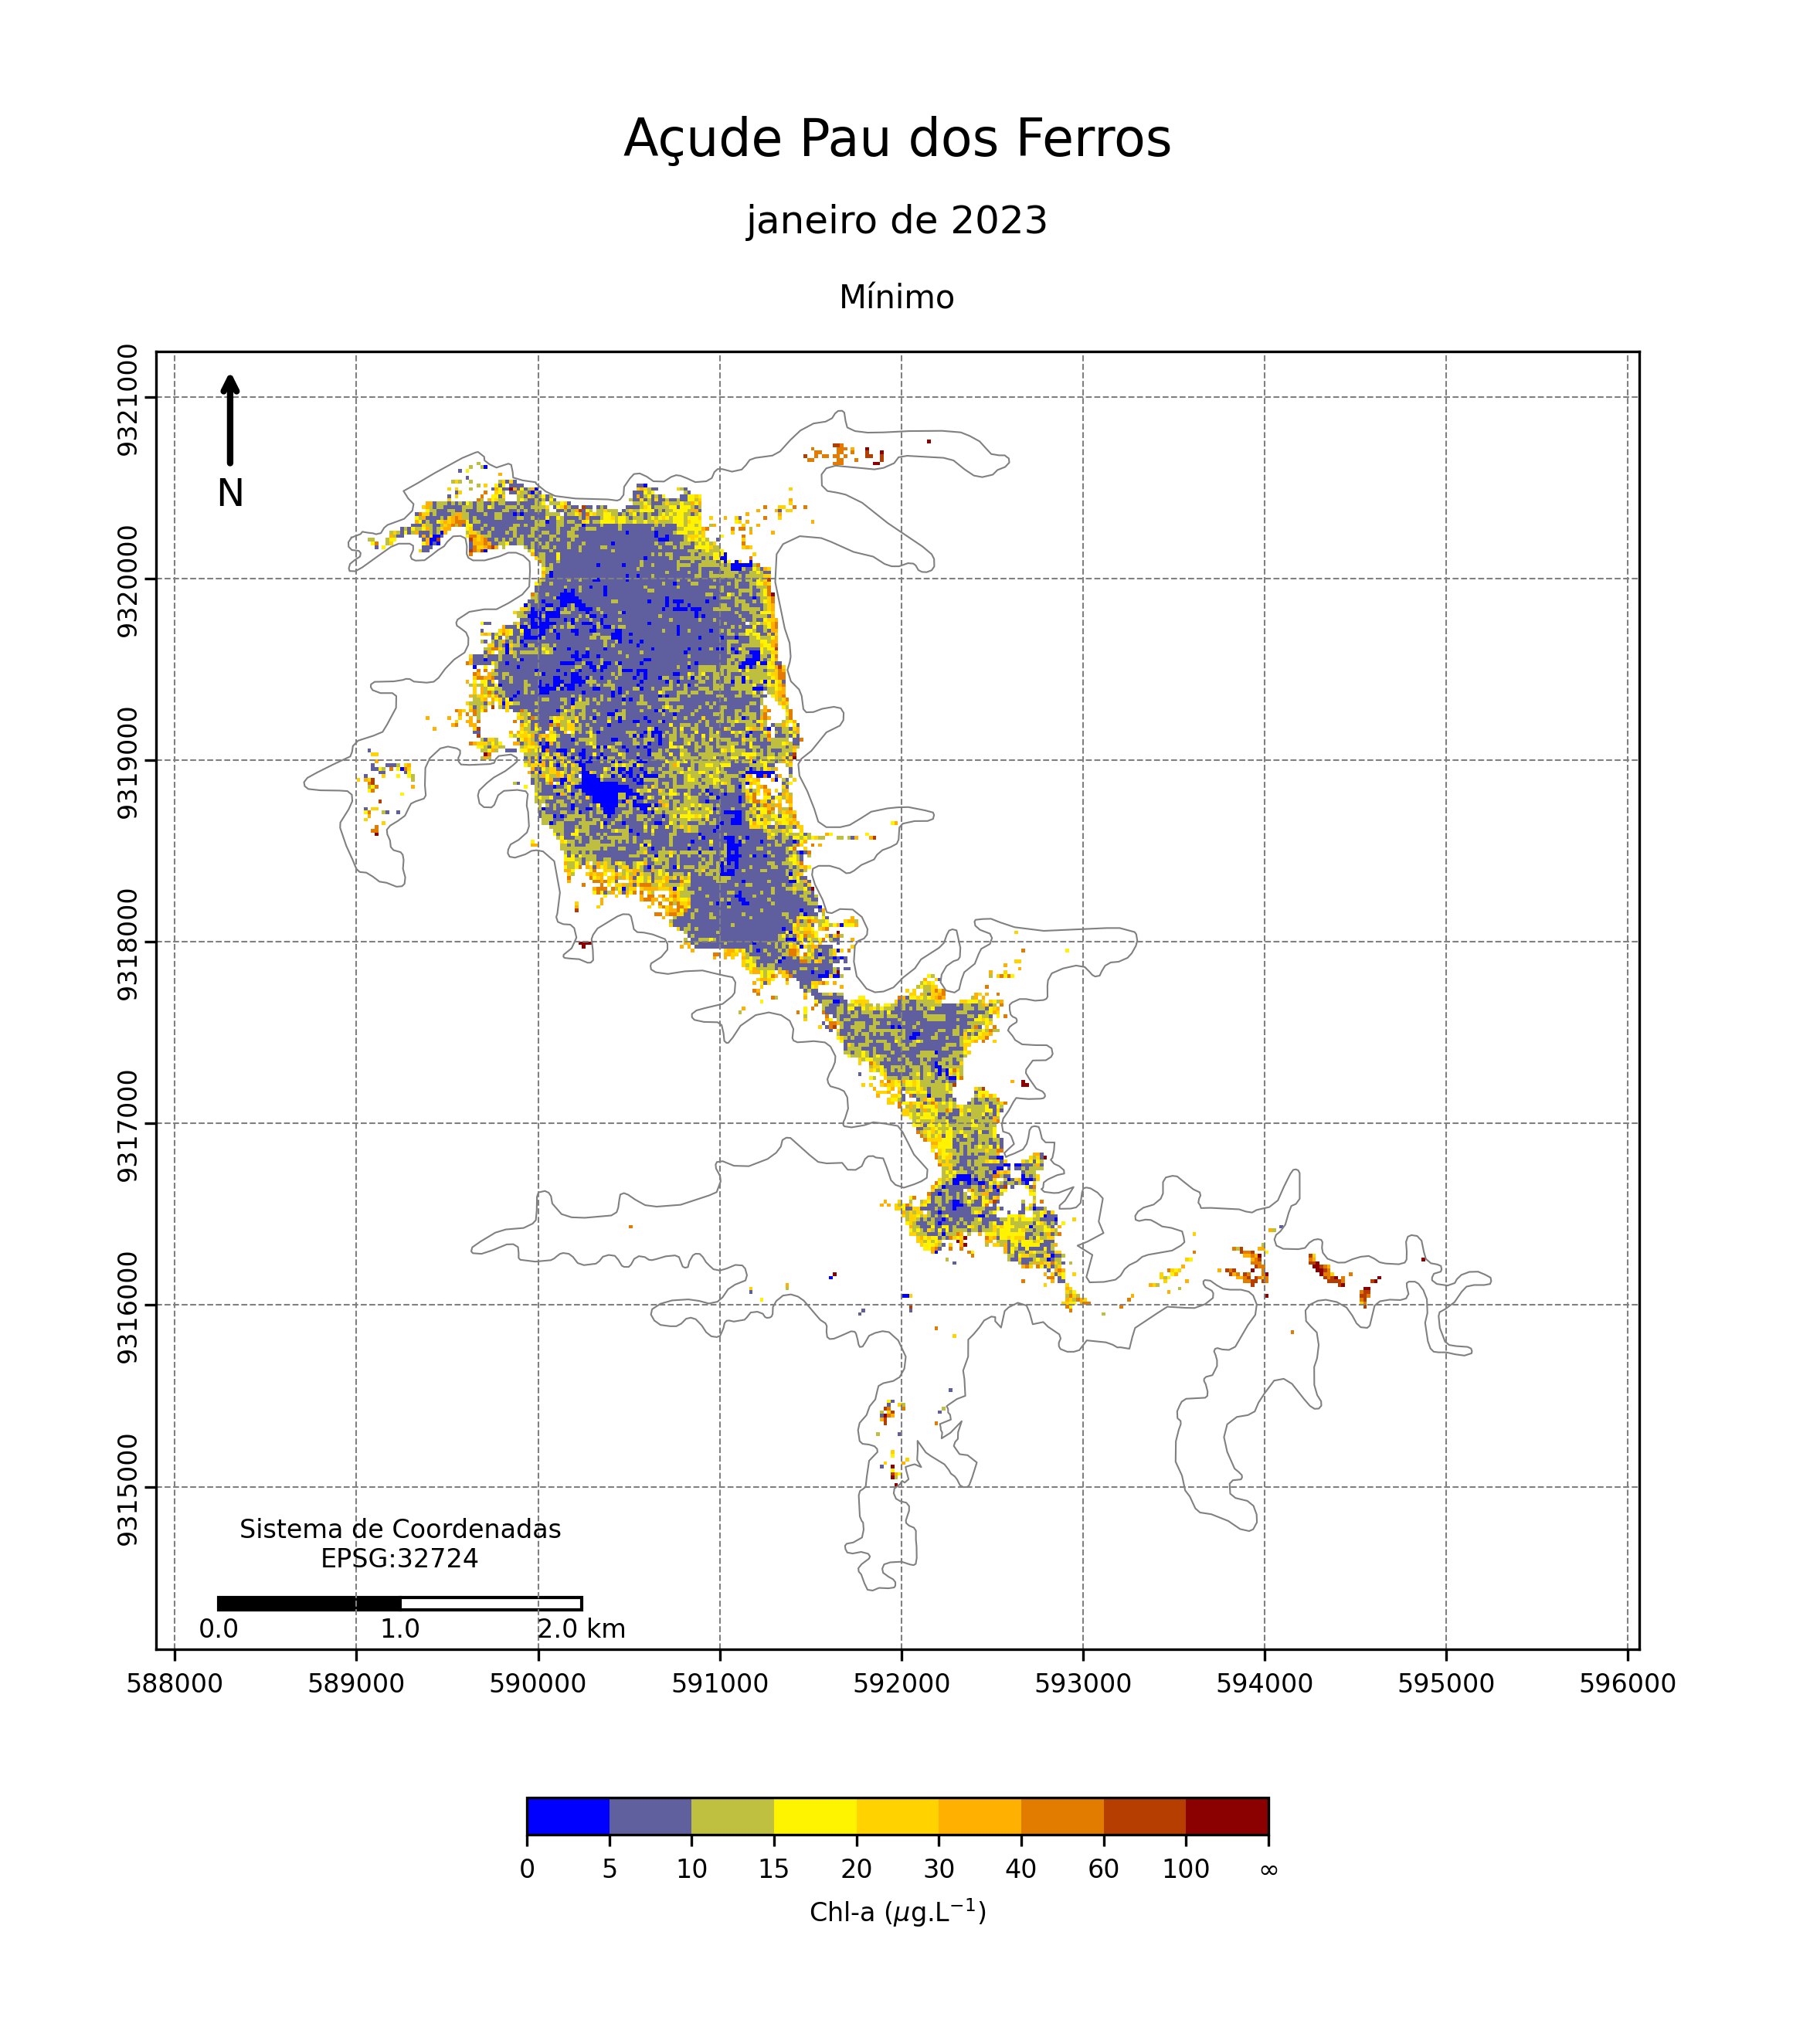 Açude Pau dos Ferros
janeiro de 2023
Mínimo
9321000
9320000
9319000
9318000
9317000
9316000
9315000
N
Sistema de Coordenadas
EPSG:32724
0.0 1.0 2.0 km
588000 589000 590000 591000 592000 593000 594000 595000 596000
0 5 10 15 20 30 40 60 100 ∞
Chl-a (μg.L⁻¹)